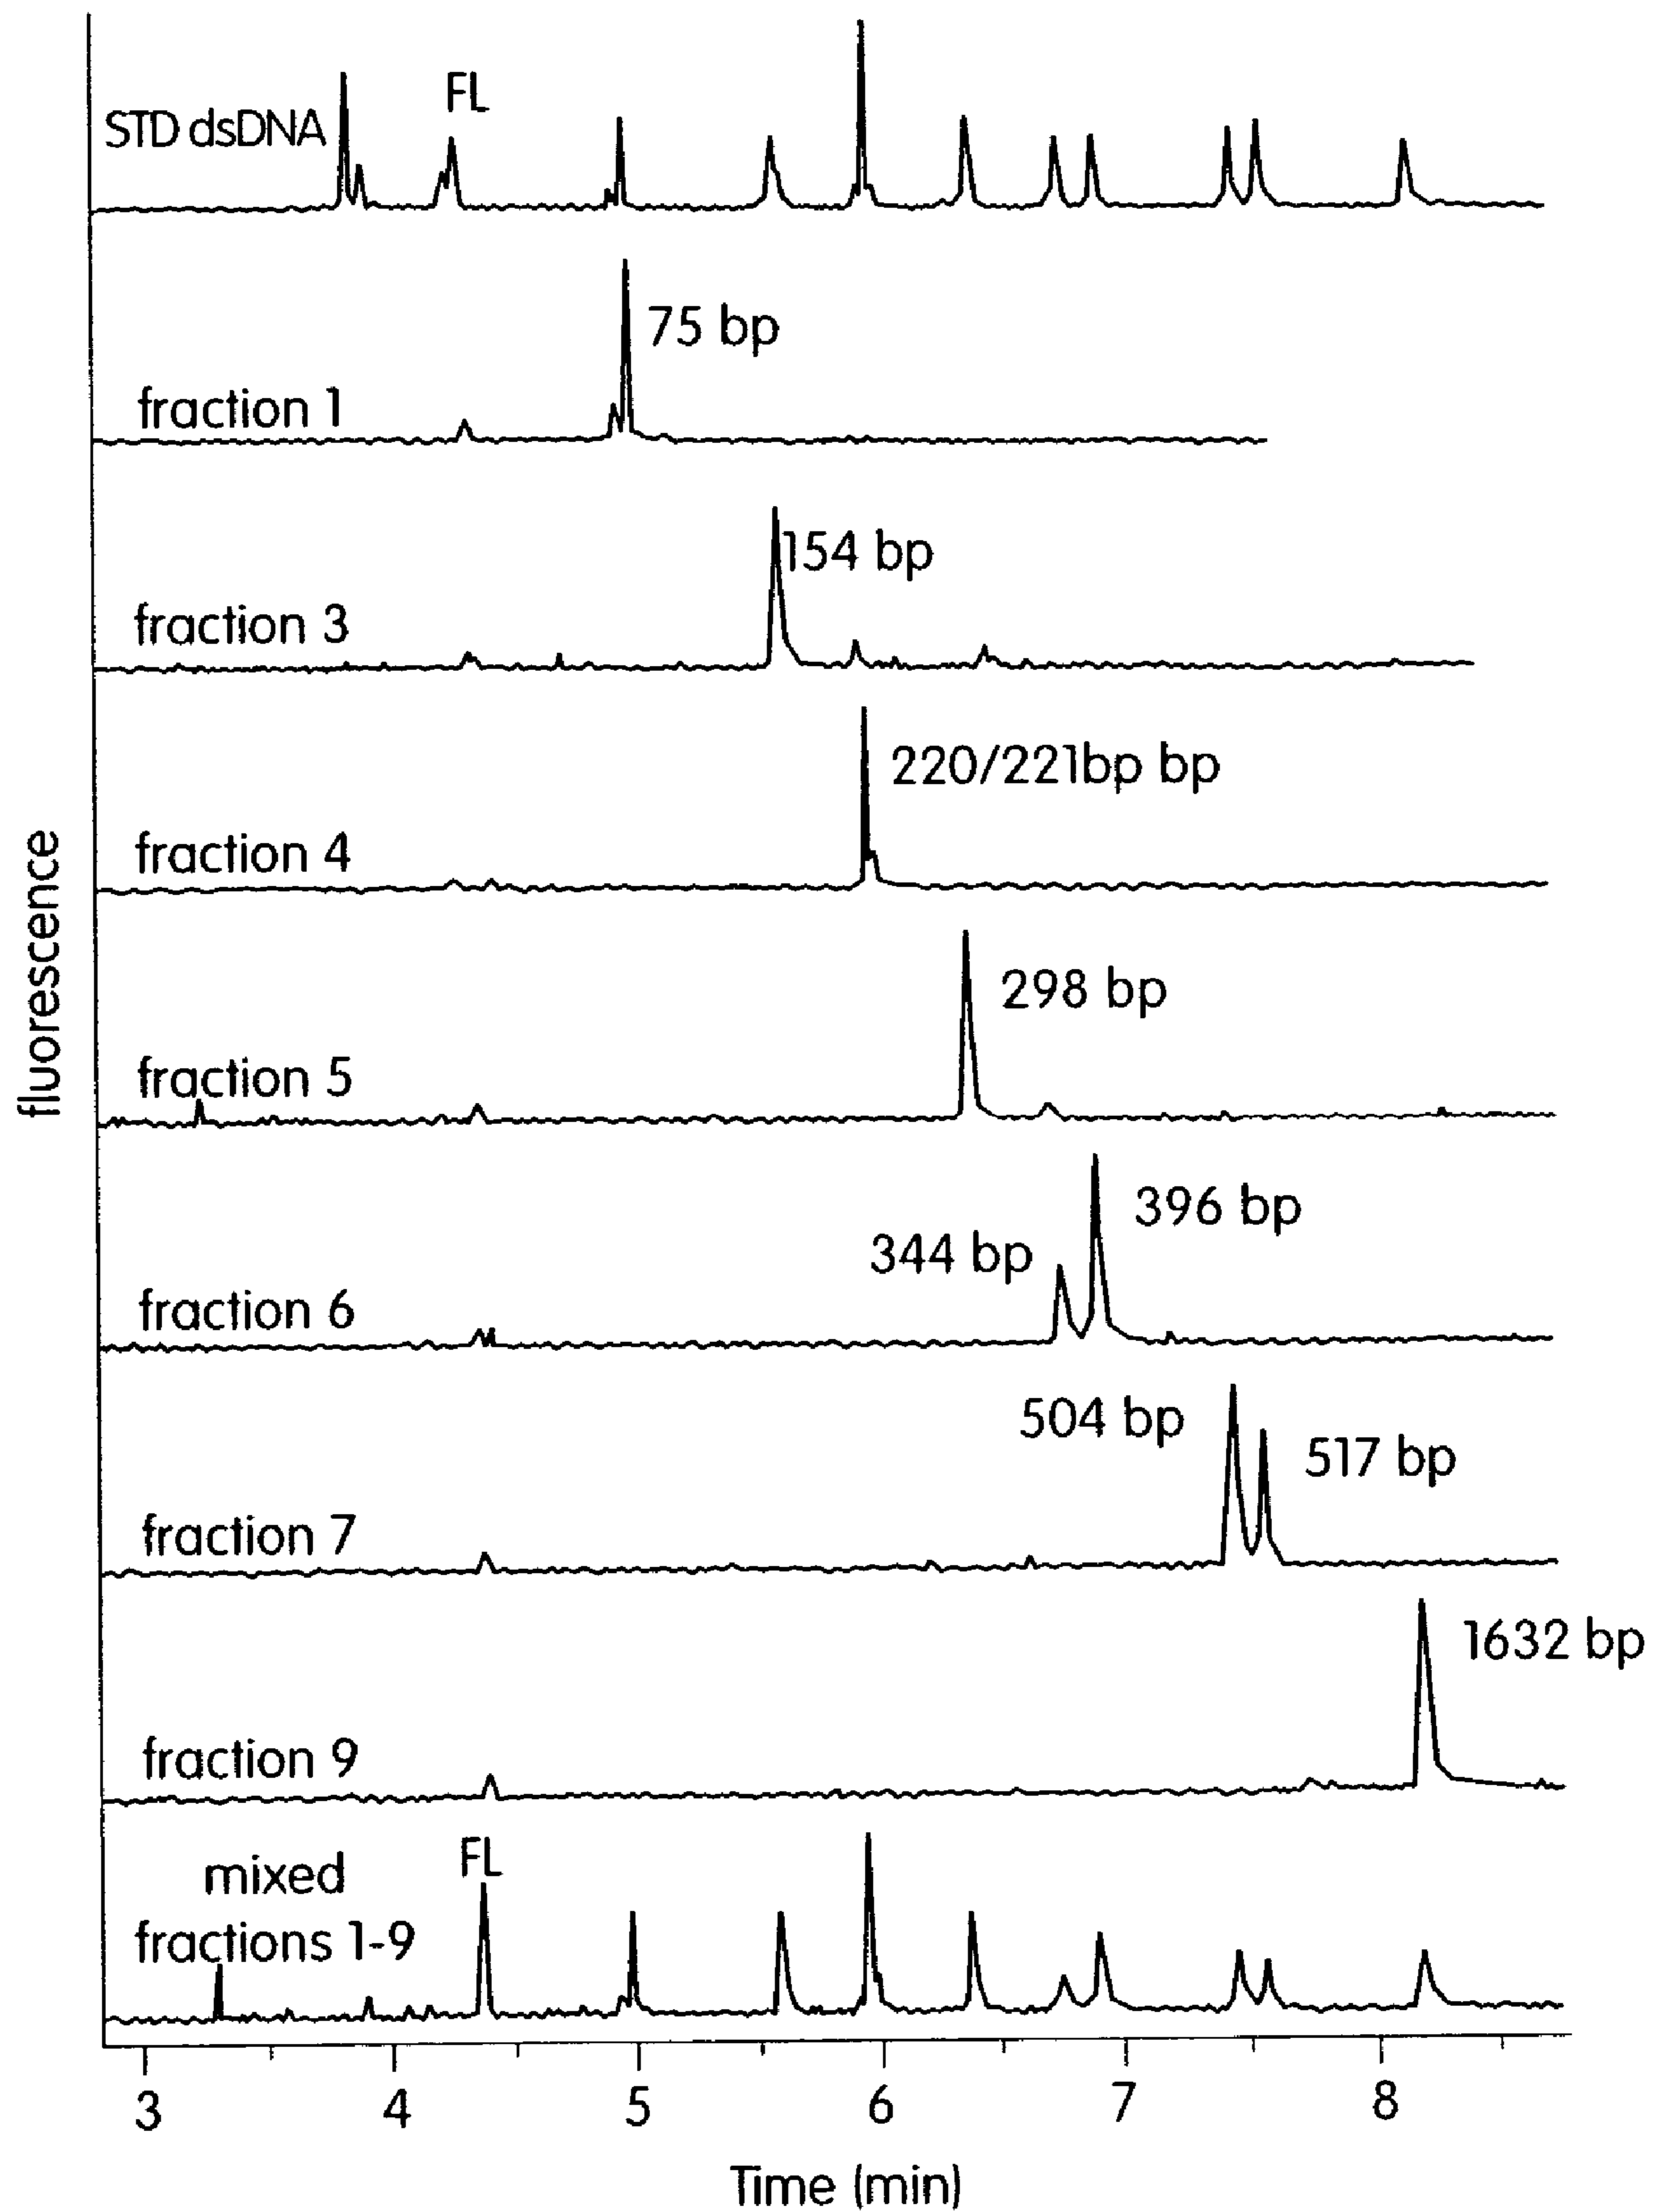 FL
STD dsDNA
75 bp
fraction 1
154 bp
fraction 3
220/221bp bp
fraction 4
298 bp
fraction 5
396 bp
344 bp
fraction 6
504 bp
517 bp
fraction 7
1632 bp
fraction 9
FL
mixed
fractions 1-9
fluorescence
3 4 5 6 7 8
Time (min)